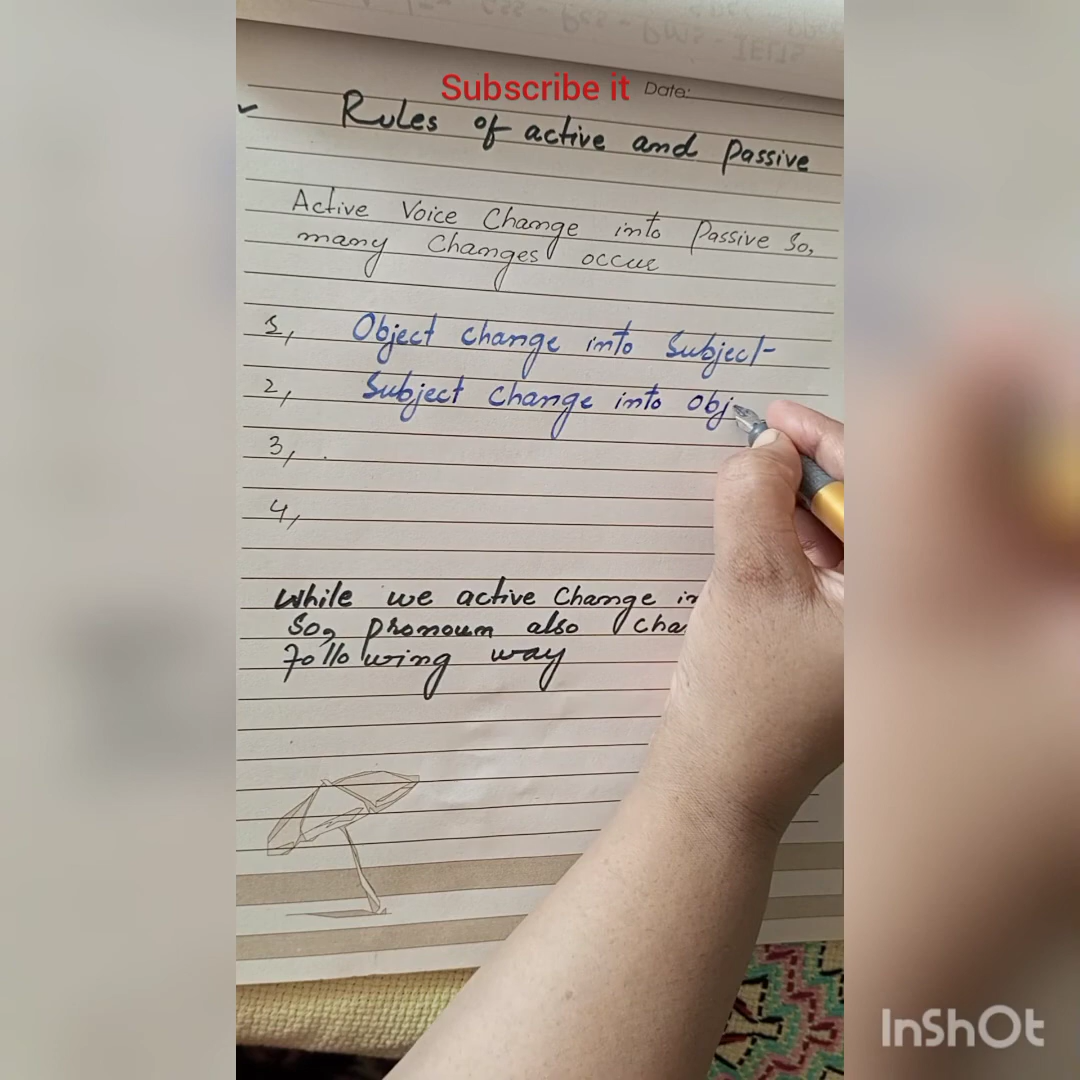 Subscribe it
Date:
Rules of active and passive
Active Voice Change into Passive So,
many Changes occur
1, Object change into Subject-
2, Subject Change into Obj
3, .
4,
While we active Change in
So, pronoun also Cha
following way
InShOt